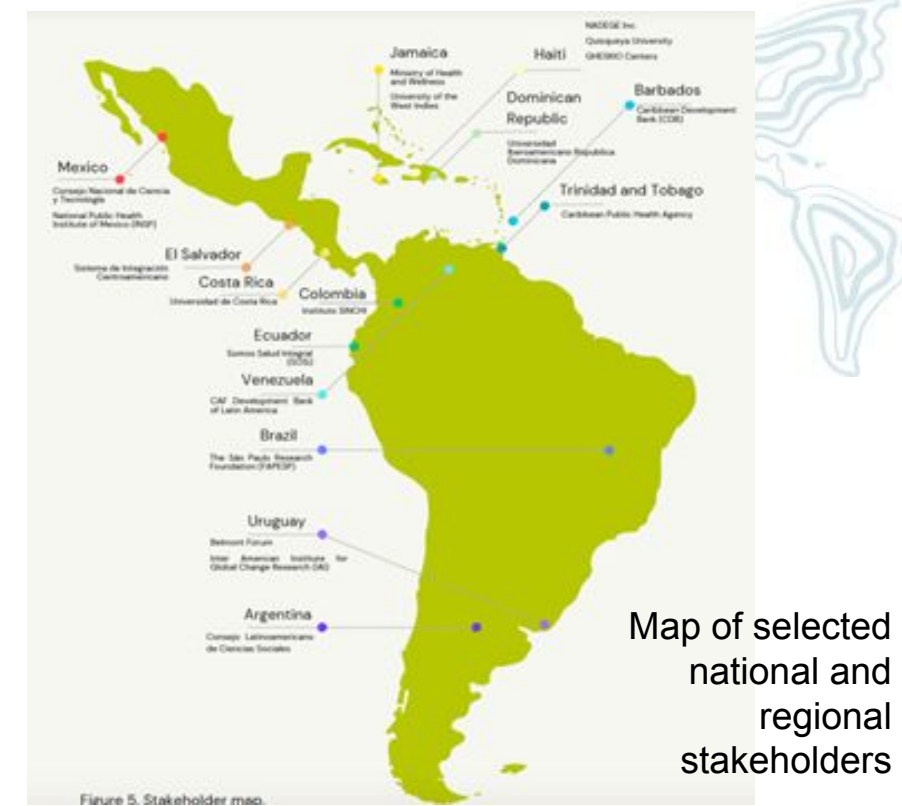 NADEGE Inc.
Quisqueya University
GHESKIO Centers
Haiti
Jamaica
Ministry of Health
and Wellness
University of the
West Indies
Dominican
Republic
Universidad
Iberoamericana República
Dominicana
Barbados
Caribbean Development
Bank (CDB)
Trinidad and Tobago
Caribbean Public Health Agency
Mexico
Consejo Nacional de Ciencia
y Tecnología
National Public Health
Institute of Mexico (INSP)
El Salvador
Sistema de Integración
Centroamericano
Costa Rica
Universidad de Costa Rica
Colombia
Instituto SINCHI
Ecuador
Somos Salud Integral
Venezuela
CAF Development Bank
of Latin America
Brazil
The São Paulo Research
Foundation (FAPESP)
Uruguay
Belmont Forum
Inter American Institute for
Global Change Research (IAI)
Argentina
Consejo Latinoamericano
de Ciencias Sociales
Map of selected
national and
regional
stakeholders
Figure 5. Stakeholder map.